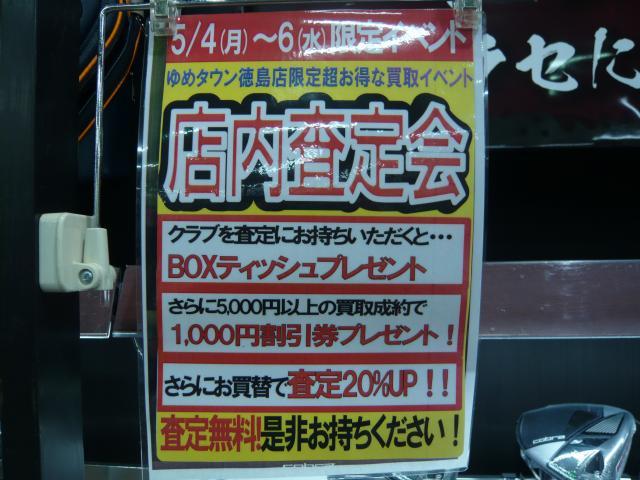 5/4(月)～6(水)限定イベント
ゆめタウン徳島店限定超お得な買取イベント
店内査定会
クラブを査定にお持ちいただくと…
BOXティッシュプレゼント
さらに5,000円以上の買取成約で
1,000円割引券プレゼント！
さらにお買替で査定20%UP！！
査定無料!是非お持ちください！
セに
cobra